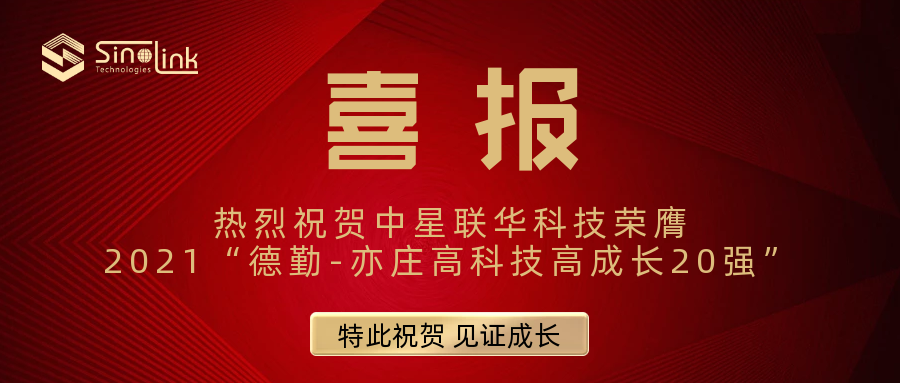 Sinolink
Technologies
喜报
热烈祝贺中星联华科技荣膺
2021“德勤-亦庄高科技高成长20强”
特此祝贺 见证成长